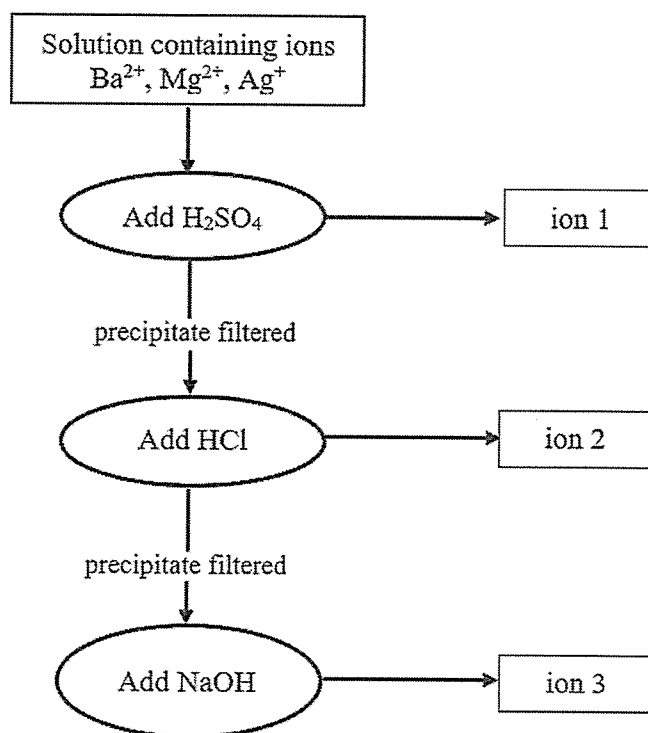 Solution containing ions
Ba²⁺, Mg²⁺, Ag⁺
Add H₂SO₄
ion 1
precipitate filtered
Add HCl
ion 2
precipitate filtered
Add NaOH
ion 3